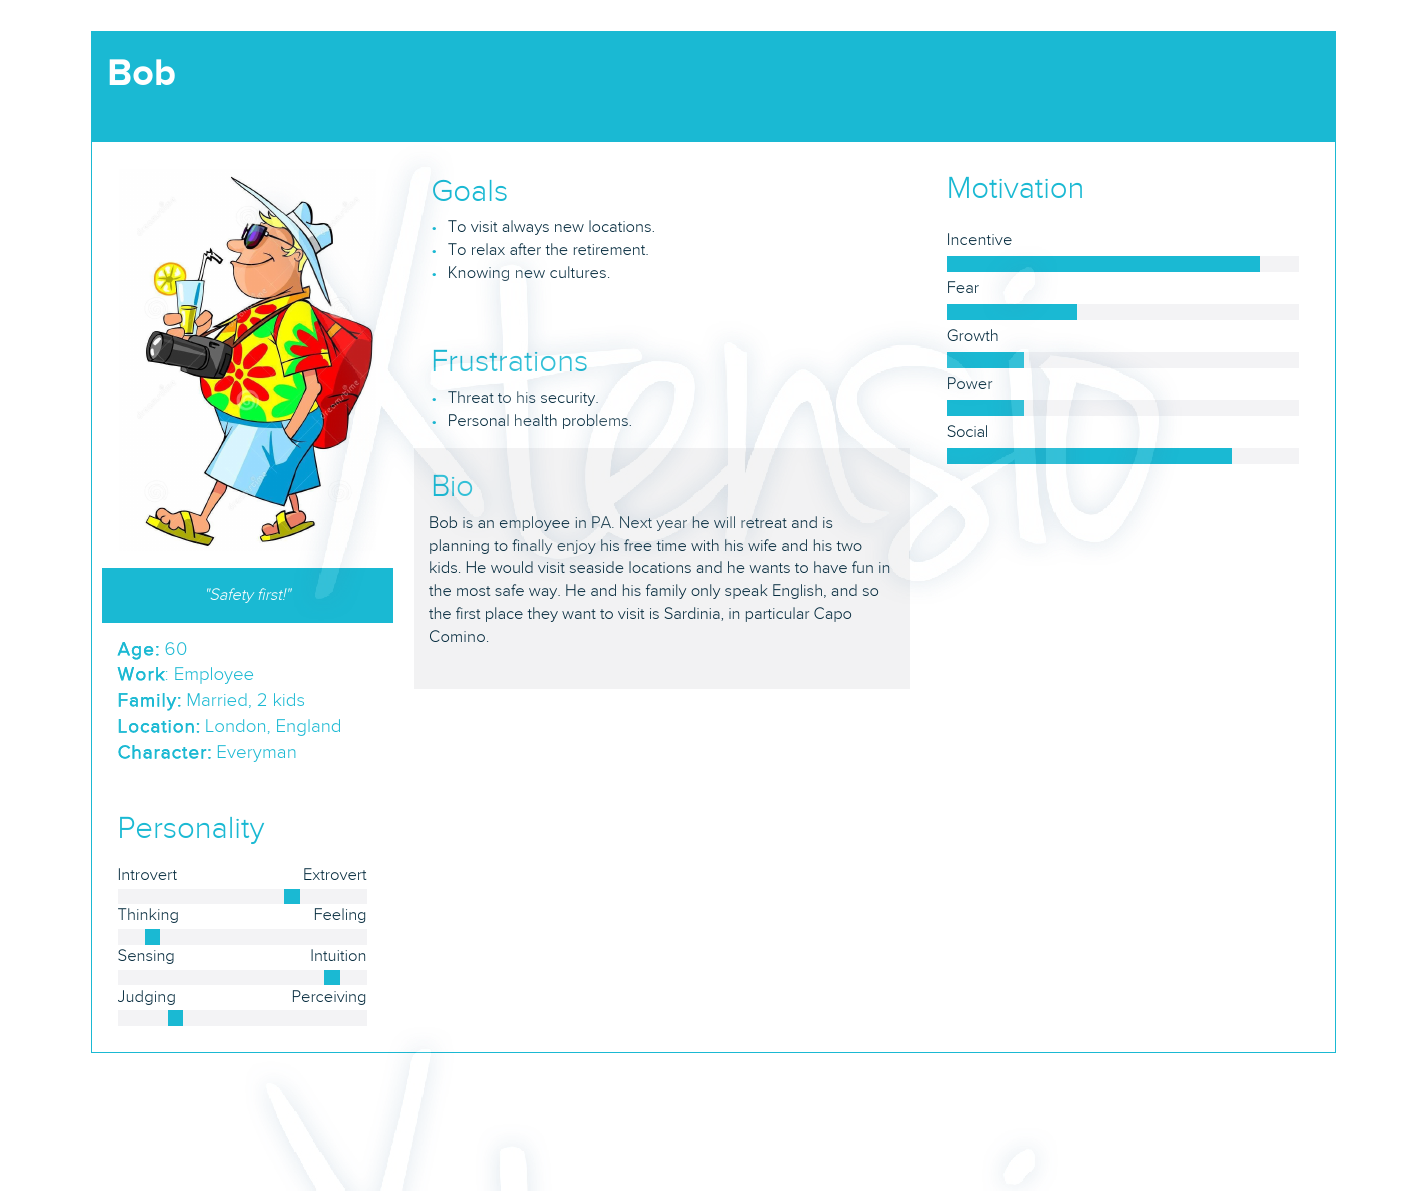 Bob
Goals
• To visit always new locations.
• To relax after the retirement.
• Knowing new cultures.
Frustrations
• Threat to his security.
• Personal health problems.
Bio
Bob is an employee in PA. Next year he will retreat and is
planning to finally enjoy his free time with his wife and his two
kids. He would visit seaside locations and he wants to have fun in
the most safe way. He and his family only speak English, and so
the first place they want to visit is Sardinia, in particular Capo
Comino.
Motivation
Incentive
Fear
Growth
Power
Social
"Safety first!"
Age: 60
Work: Employee
Family: Married, 2 kids
Location: London, England
Character: Everyman
Personality
Introvert Extrovert
Thinking Feeling
Sensing Intuition
Judging Perceiving
Xtensio